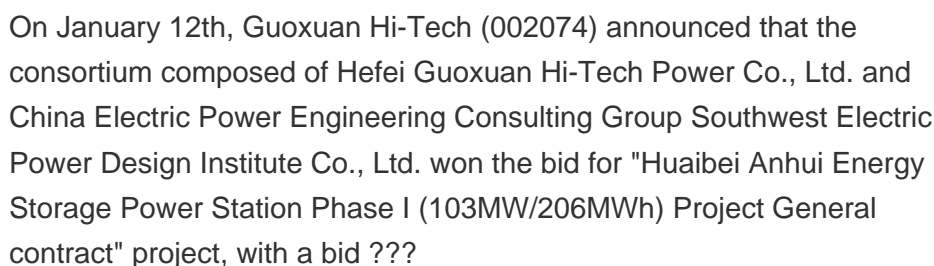 On January 12th, Guoxuan Hi-Tech (002074) announced that the
consortium composed of Hefei Guoxuan Hi-Tech Power Co., Ltd. and
China Electric Power Engineering Consulting Group Southwest Electric
Power Design Institute Co., Ltd. won the bid for "Huaibei Anhui Energy
Storage Power Station Phase I (103MW/206MWh) Project General
contract" project, with a bid ???